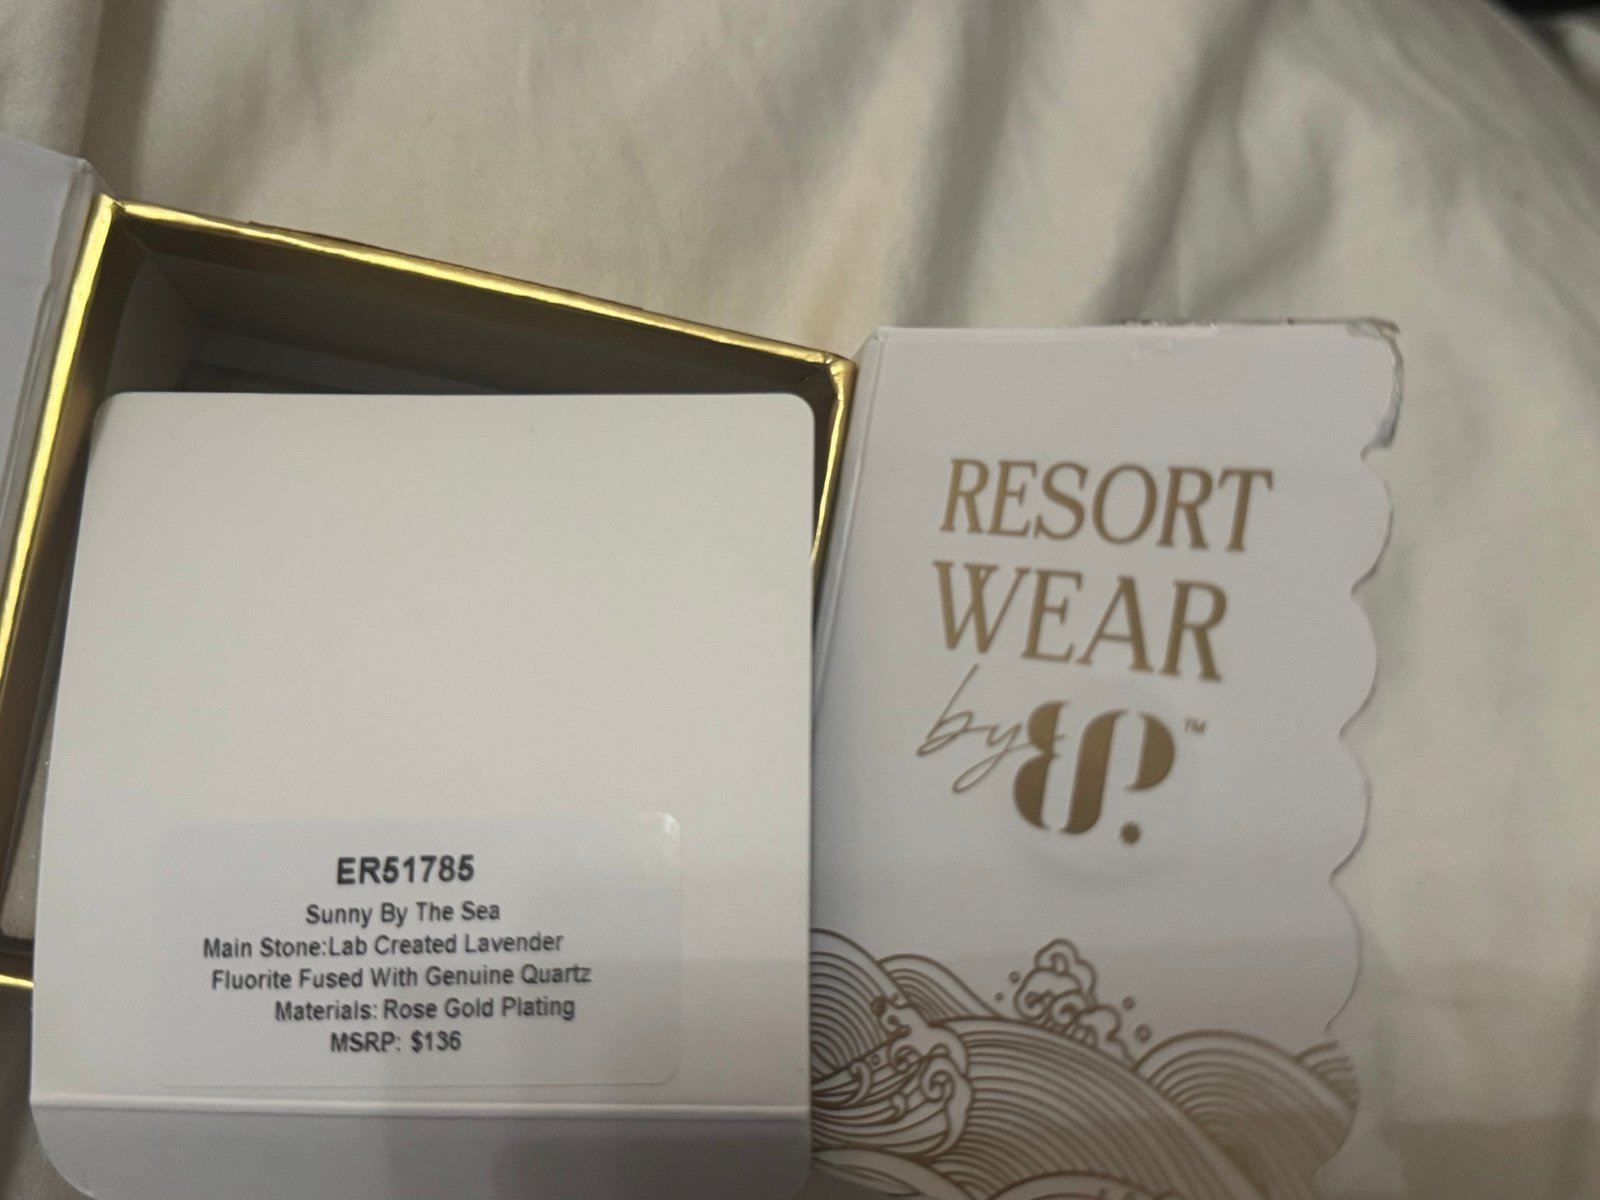 ER51785
Sunny By The Sea
Main Stone:Lab Created Lavender
Fluorite Fused With Genuine Quartz
Materials: Rose Gold Plating
MSRP: $136
RESORT
WEAR
by BP.™